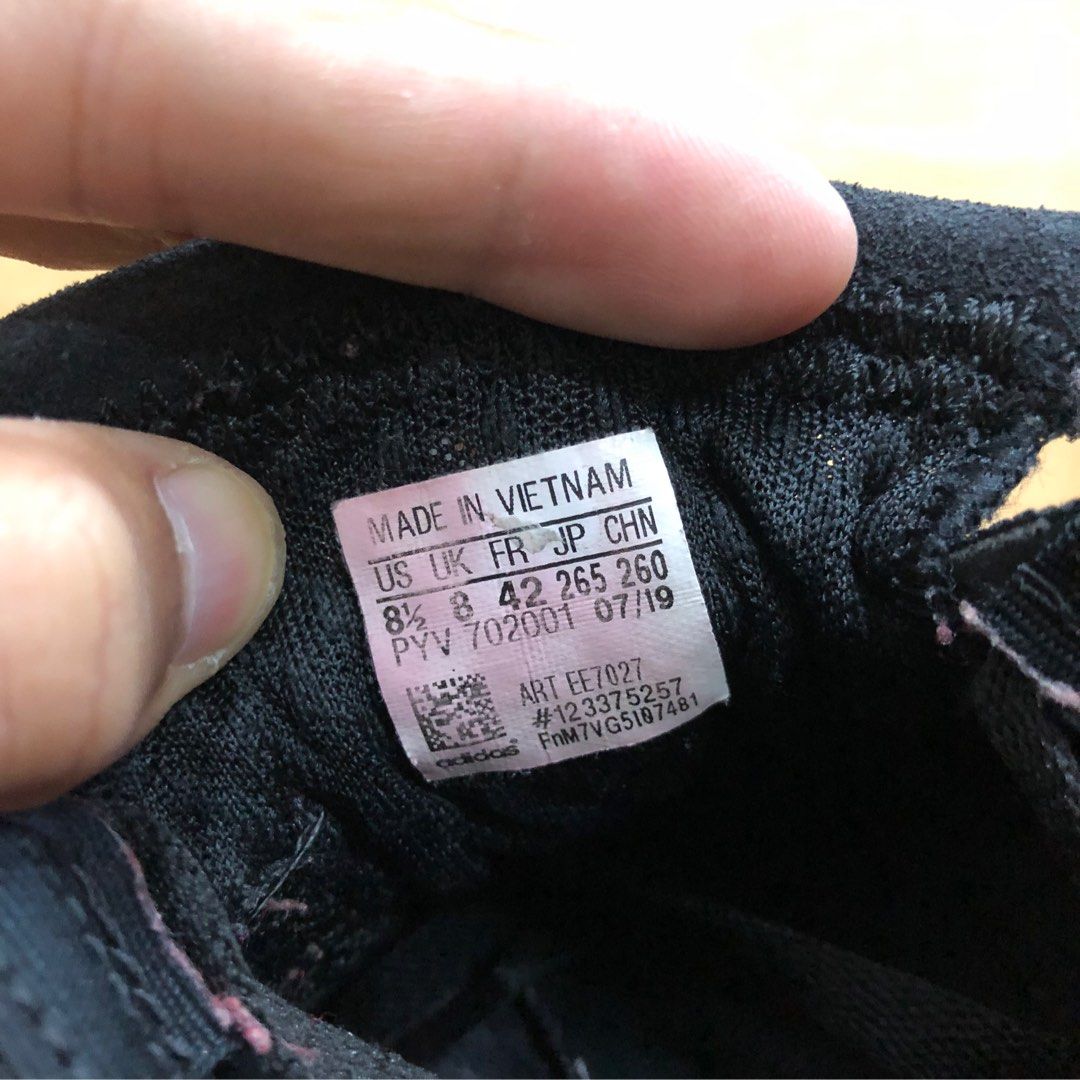 MADE IN VIETNAM
US UK FR JP CHN
8½ 8 42 265 260
PYV 702001 07/19
ART EE7027
#123375257
FnM7VG5I07481
adidas